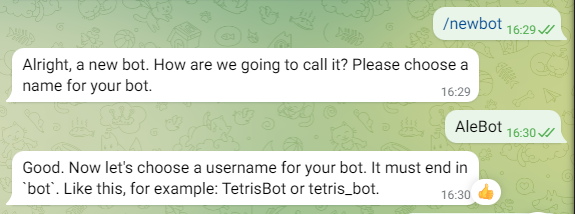 /newbot 16:29
Alright, a new bot. How are we going to call it? Please choose a
name for your bot.
16:29
AleBot 16:30
Good. Now let's choose a username for your bot. It must end in
`bot`. Like this, for example: TetrisBot or tetris_bot.
16:30